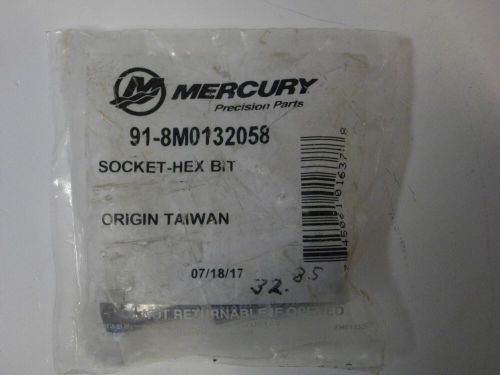 MERCURY
Precision Parts
91-8M0132058
SOCKET-HEX BIT
ORIGIN TAIWAN
07/18/17
32.85
NOT RETURNABLE IF OPENED